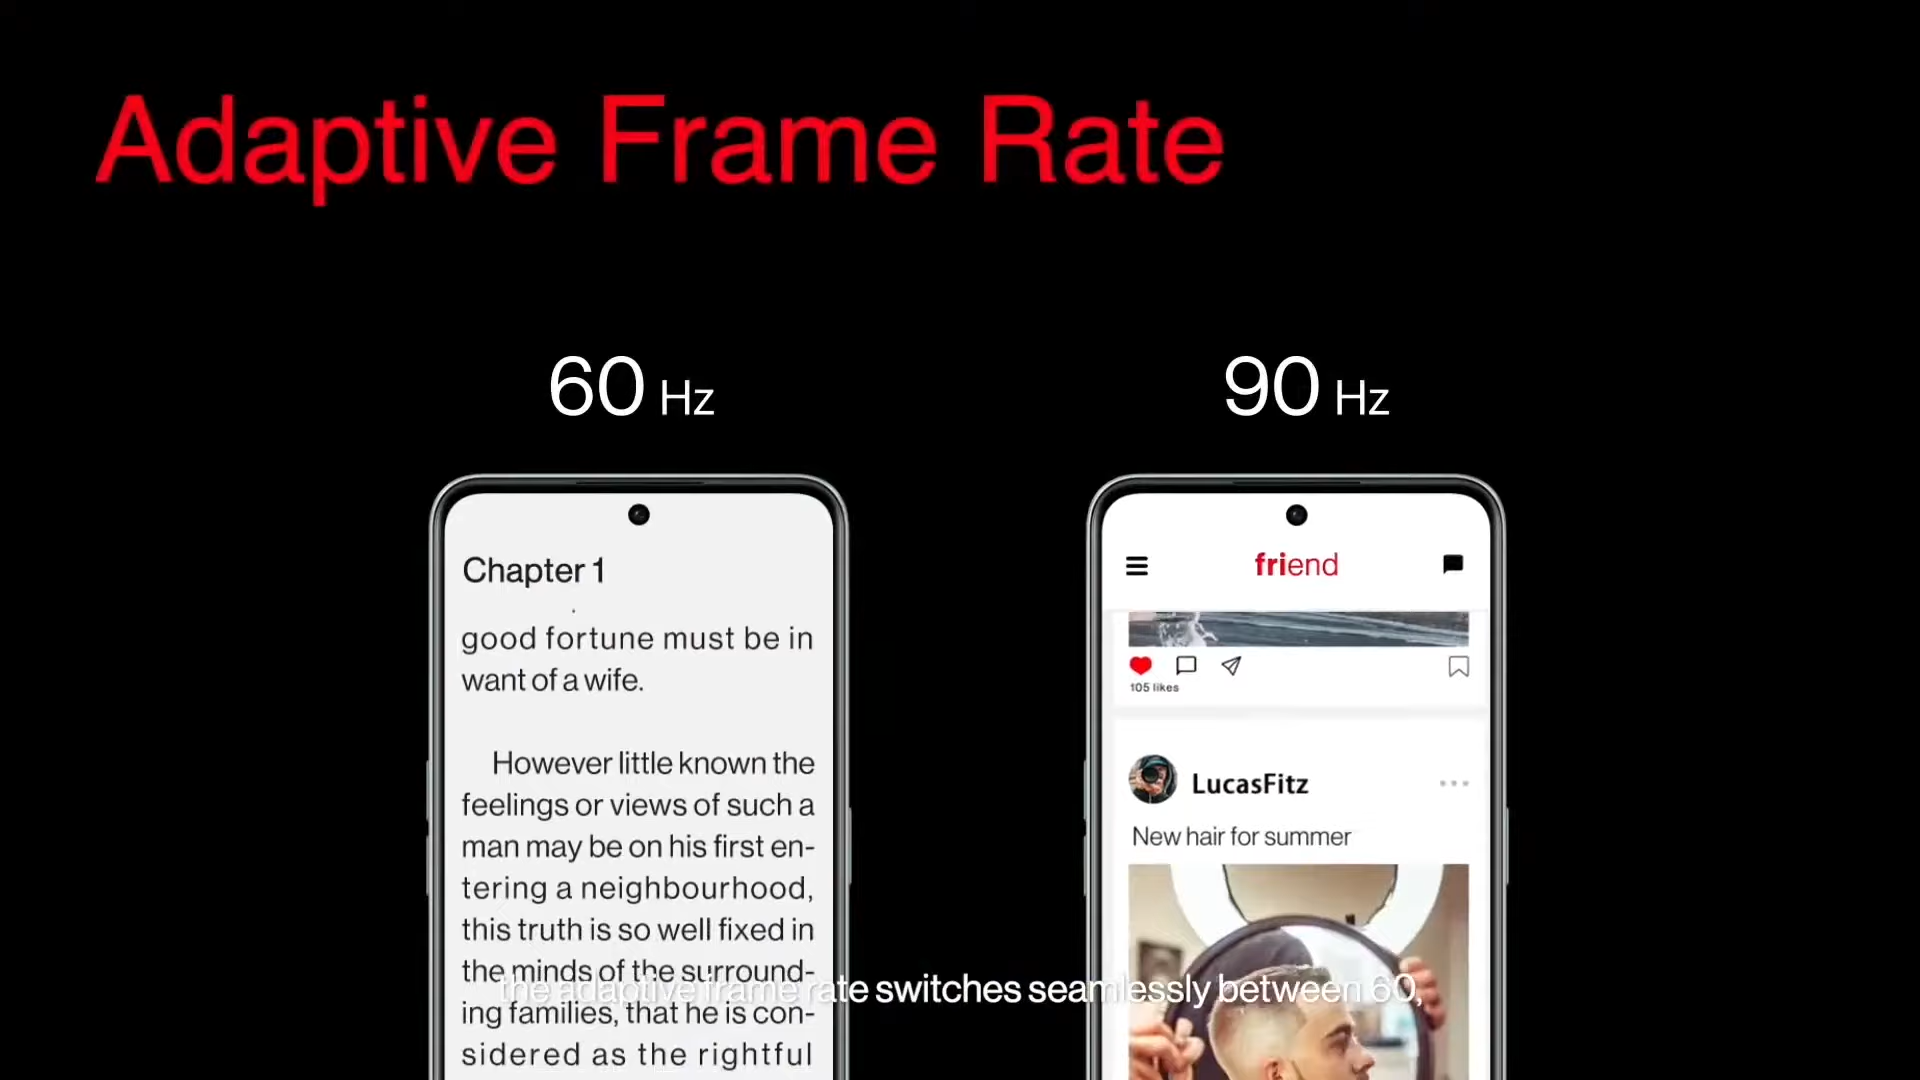 Adaptive Frame Rate
60 Hz
90 Hz
Chapter 1
good fortune must be in
want of a wife.
However little known the
feelings or views of such a
man may be on his first en-
tering a neighbourhood,
this truth is so well fixed in
the minds of the surround-
ing families, that he is con-
sidered as the rightful
friend
105 likes
LucasFitz
New hair for summer
the adaptive frame rate switches seamlessly between 60,